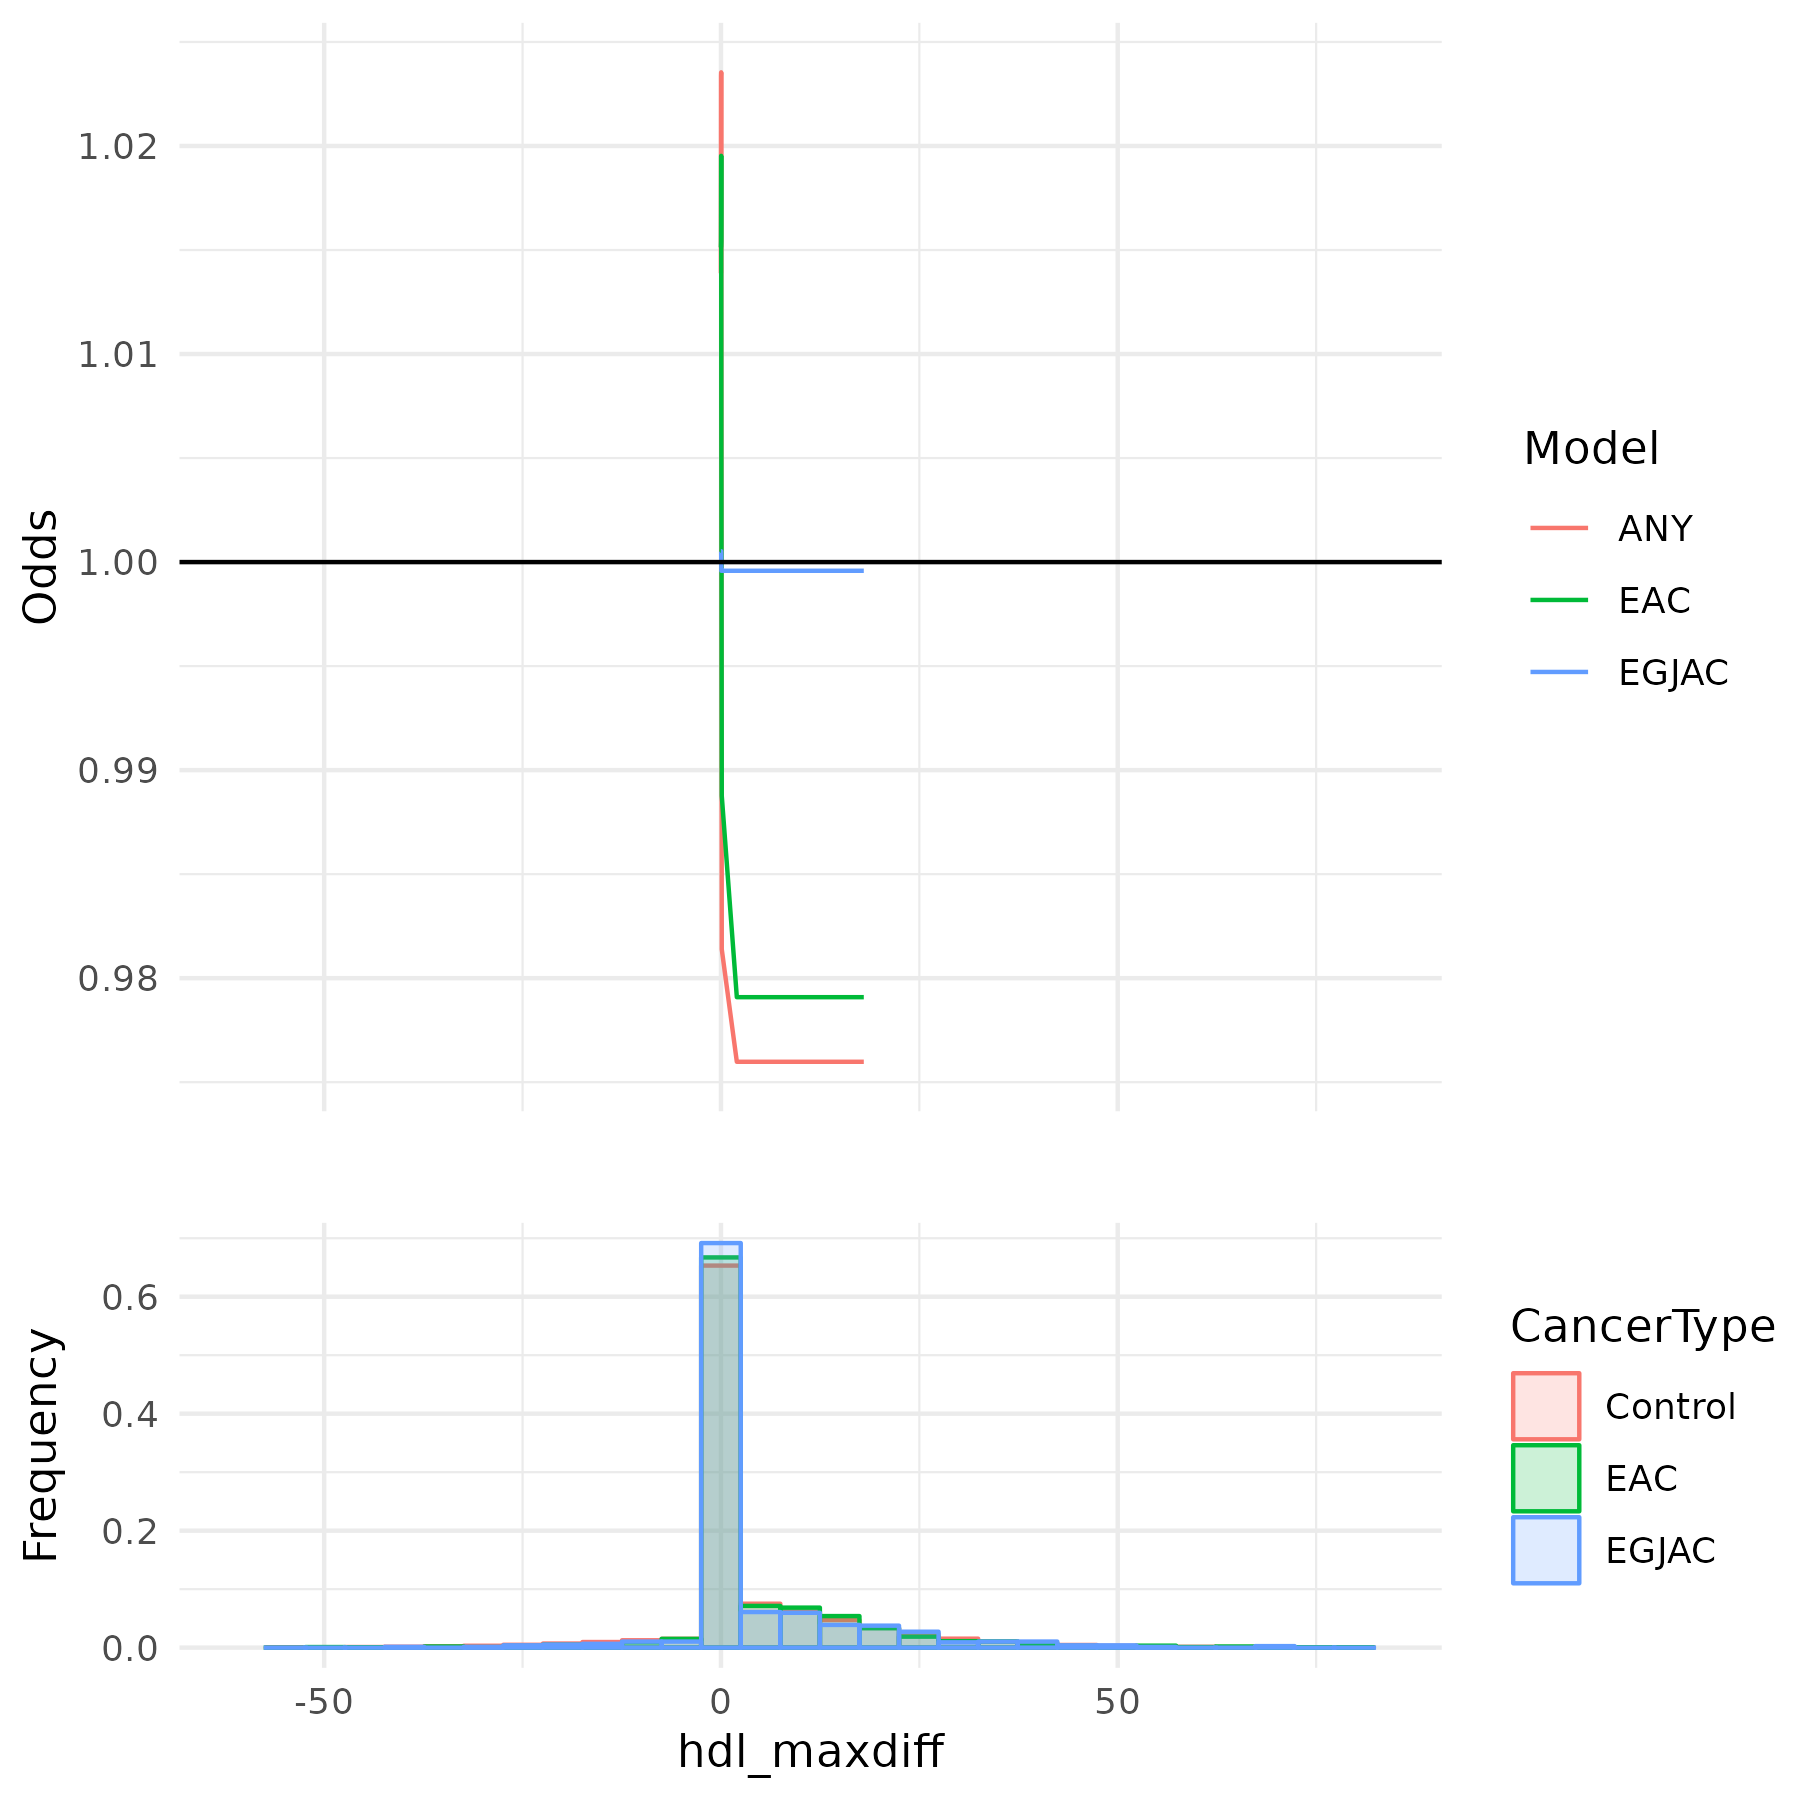 1.02
1.01
1.00
0.99
0.98
Odds
Model
ANY
EAC
EGJAC
0.6
0.4
0.2
0.0
Frequency
-50
0
50
hdl_maxdiff
CancerType
Control
EAC
EGJAC